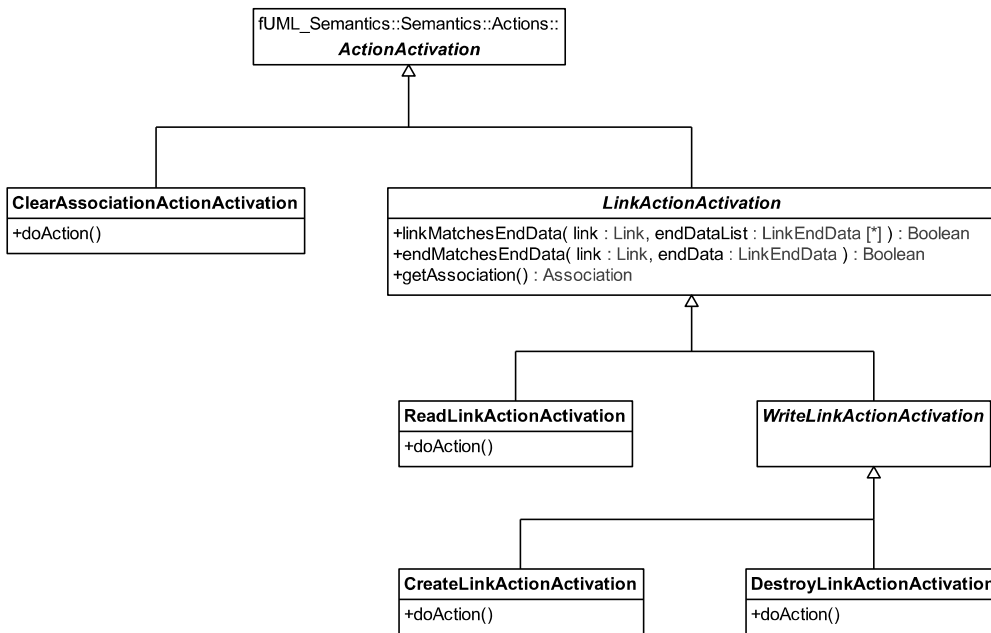 fUML_Semantics::Semantics::Actions::
ActionActivation
ClearAssociationActionActivation
+doAction()
LinkActionActivation
+linkMatchesEndData( link : Link, endDataList : LinkEndData [*] ) : Boolean
+endMatchesEndData( link : Link, endData : LinkEndData ) : Boolean
+getAssociation() : Association
ReadLinkActionActivation
+doAction()
WriteLinkActionActivation
CreateLinkActionActivation
+doAction()
DestroyLinkActionActivation
+doAction()